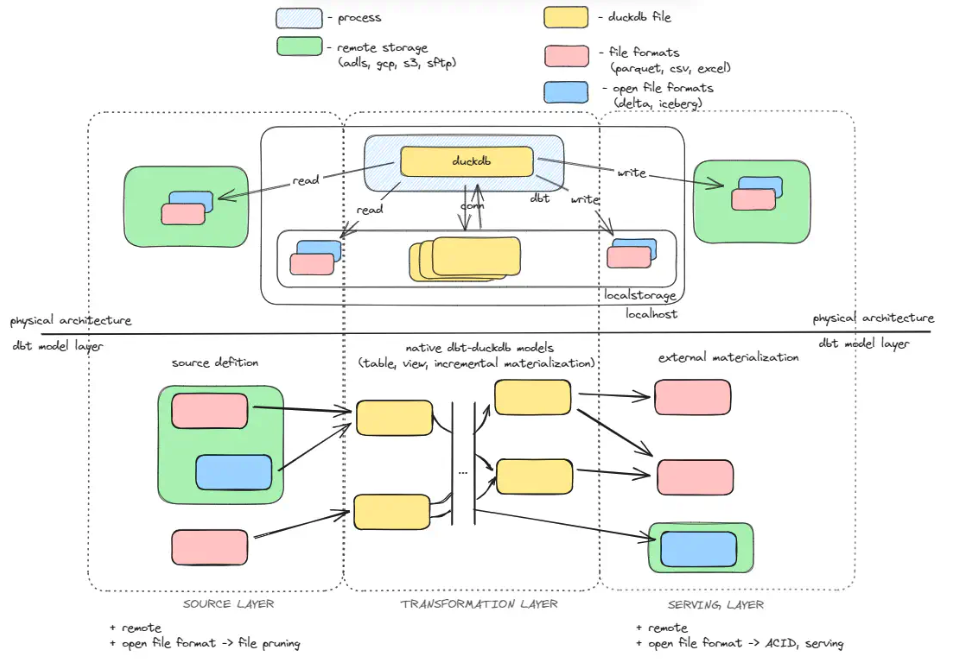 - process
- duckdb file
- remote storage
(adls, gcp, s3, sftp)
- file formats
(parquet, csv, excel)
- open file formats
(delta, iceberg)
duckdb
read
write
read
conn
dbt
write
localstorage
localhost
physical architecture
physical architecture
dbt model layer
dbt model layer
source defition
native dbt-duckdb models
(table, view, incremental materialization)
external materialization
...
SOURCE LAYER
TRANSFORMATION LAYER
SERVING LAYER
+ remote
+ open file format -> file pruning
+ remote
+ open file format -> ACID, serving